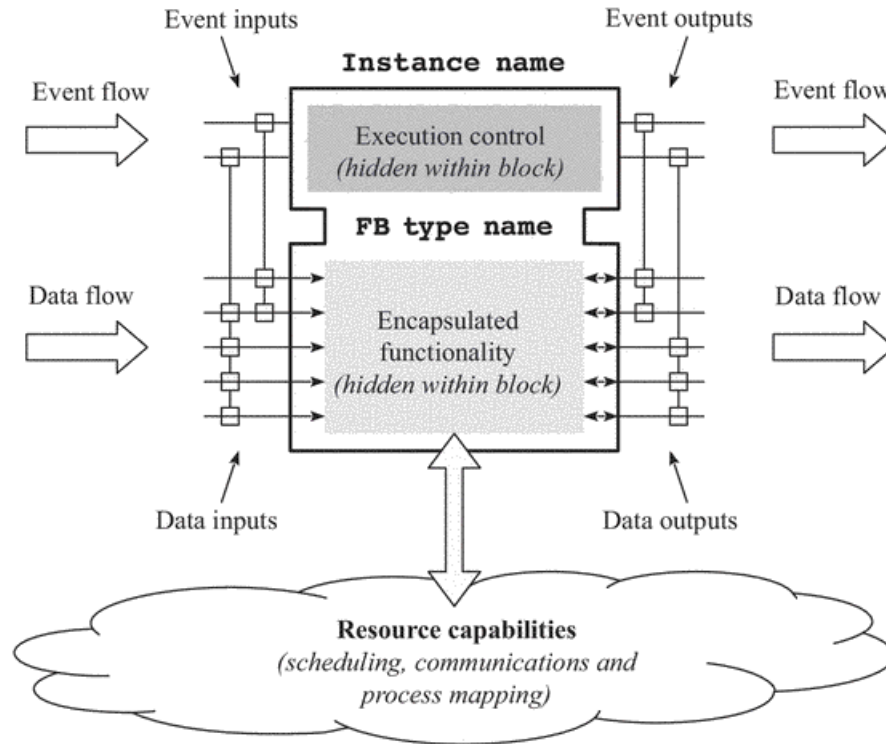 Event inputs
Event outputs
Instance name
Event flow
Event flow
Execution control
(hidden within block)
FB type name
Data flow
Data flow
Encapsulated
functionality
(hidden within block)
Data inputs
Data outputs
Resource capabilities
(scheduling, communications and
process mapping)